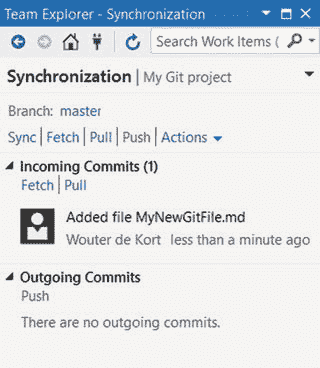 Team Explorer - Synchronization
Search Work Items (
Synchronization | My Git project
Branch: master
Sync | Fetch | Pull | Push | Actions
Incoming Commits (1)
Fetch | Pull
Added file MyNewGitFile.md
Wouter de Kort less than a minute ago
Outgoing Commits
Push
There are no outgoing commits.